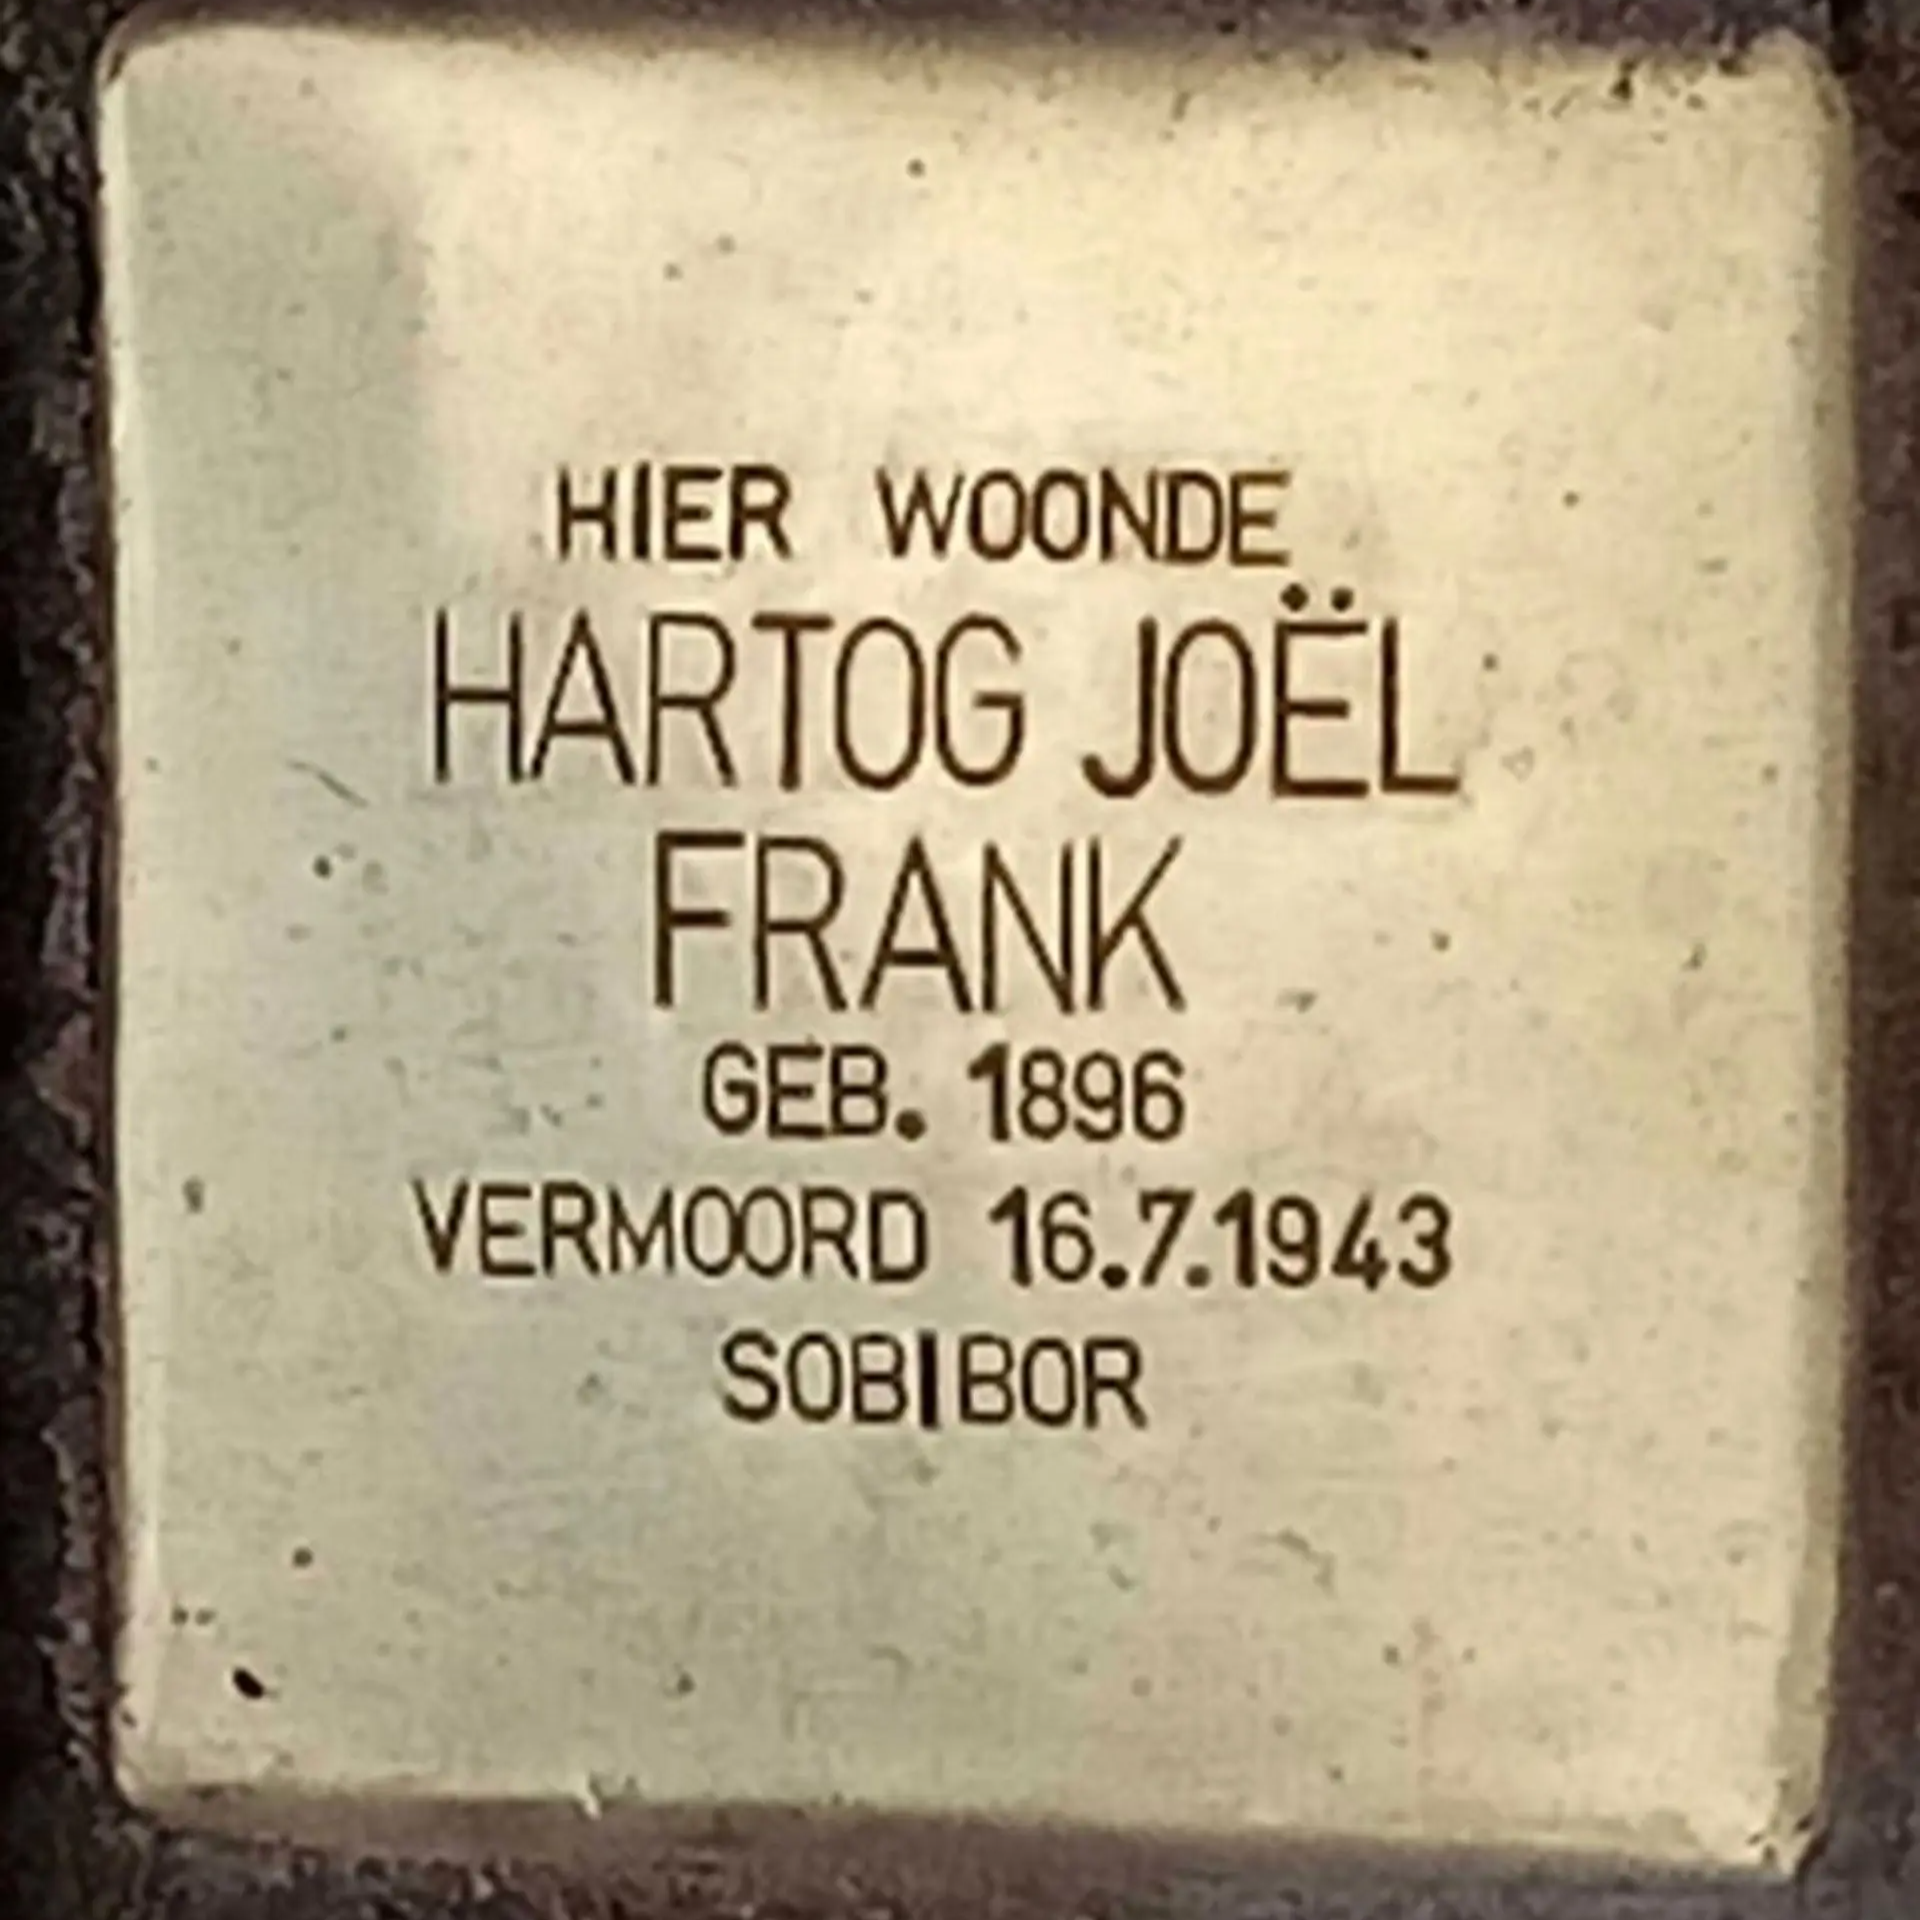 HIER WOONDE
HARTOG JOËL
FRANK
GEB. 1896
VERMOORD 16.7.1943
SOBIBOR